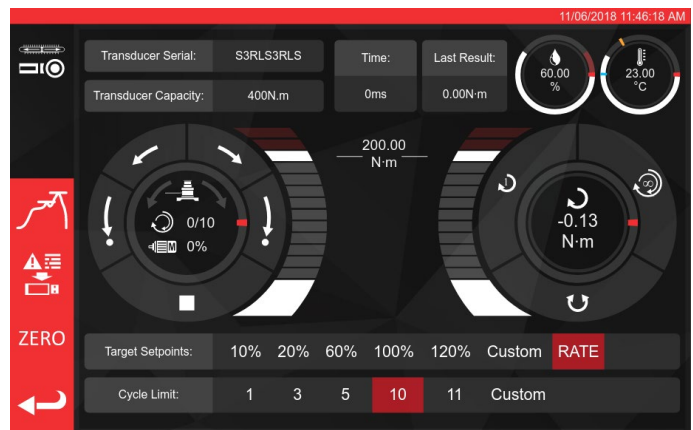 11/06/2018 11:46:18 AM
Transducer Serial: S3RLS3RLS
Time: Last Result:
Transducer Capacity: 400N.m
0ms 0.00N·m
60.00
%
23.00
°C
200.00
N·m
0/10
M 0%
1
∞
-0.13
N·m
ZERO
Target Setpoints: 10% 20% 60% 100% 120% Custom RATE
Cycle Limit: 1 3 5 10 11 Custom